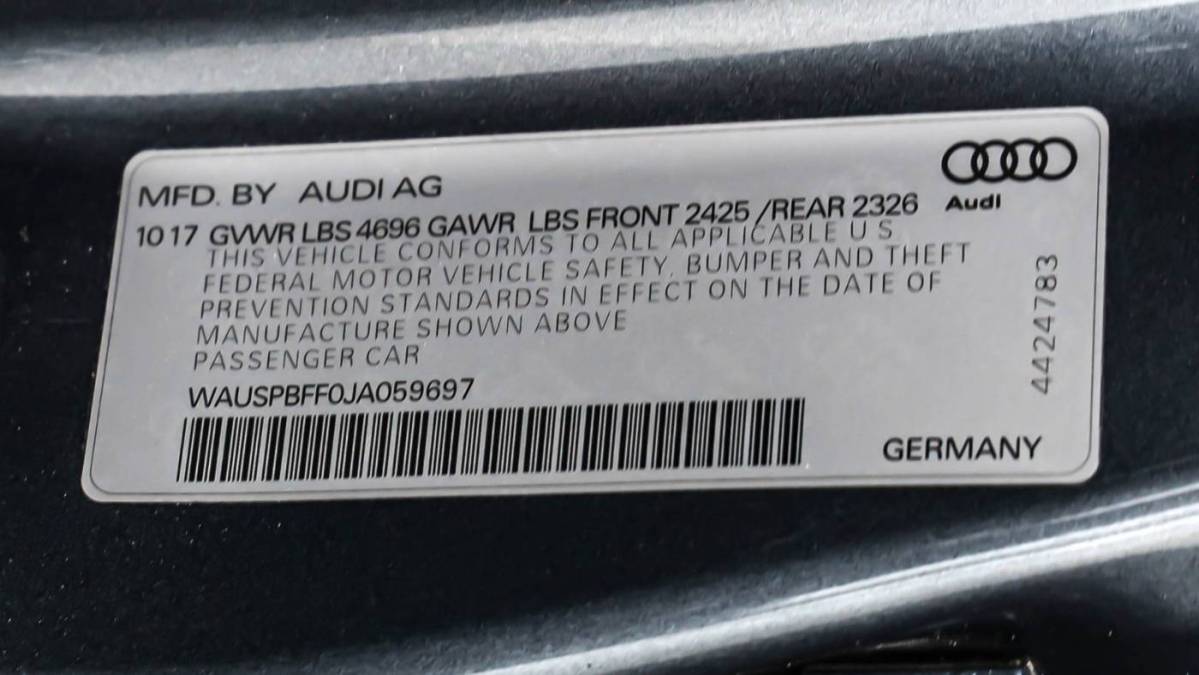 MFD. BY AUDI AG
Audi
10 17 GVWR LBS 4696 GAWR LBS FRONT 2425 /REAR 2326
THIS VEHICLE CONFORMS TO ALL APPLICABLE U S
FEDERAL MOTOR VEHICLE SAFETY, BUMPER AND THEFT
PREVENTION STANDARDS IN EFFECT ON THE DATE OF
MANUFACTURE SHOWN ABOVE
PASSENGER CAR
WAUSPBFF0JA059697
4424783
GERMANY